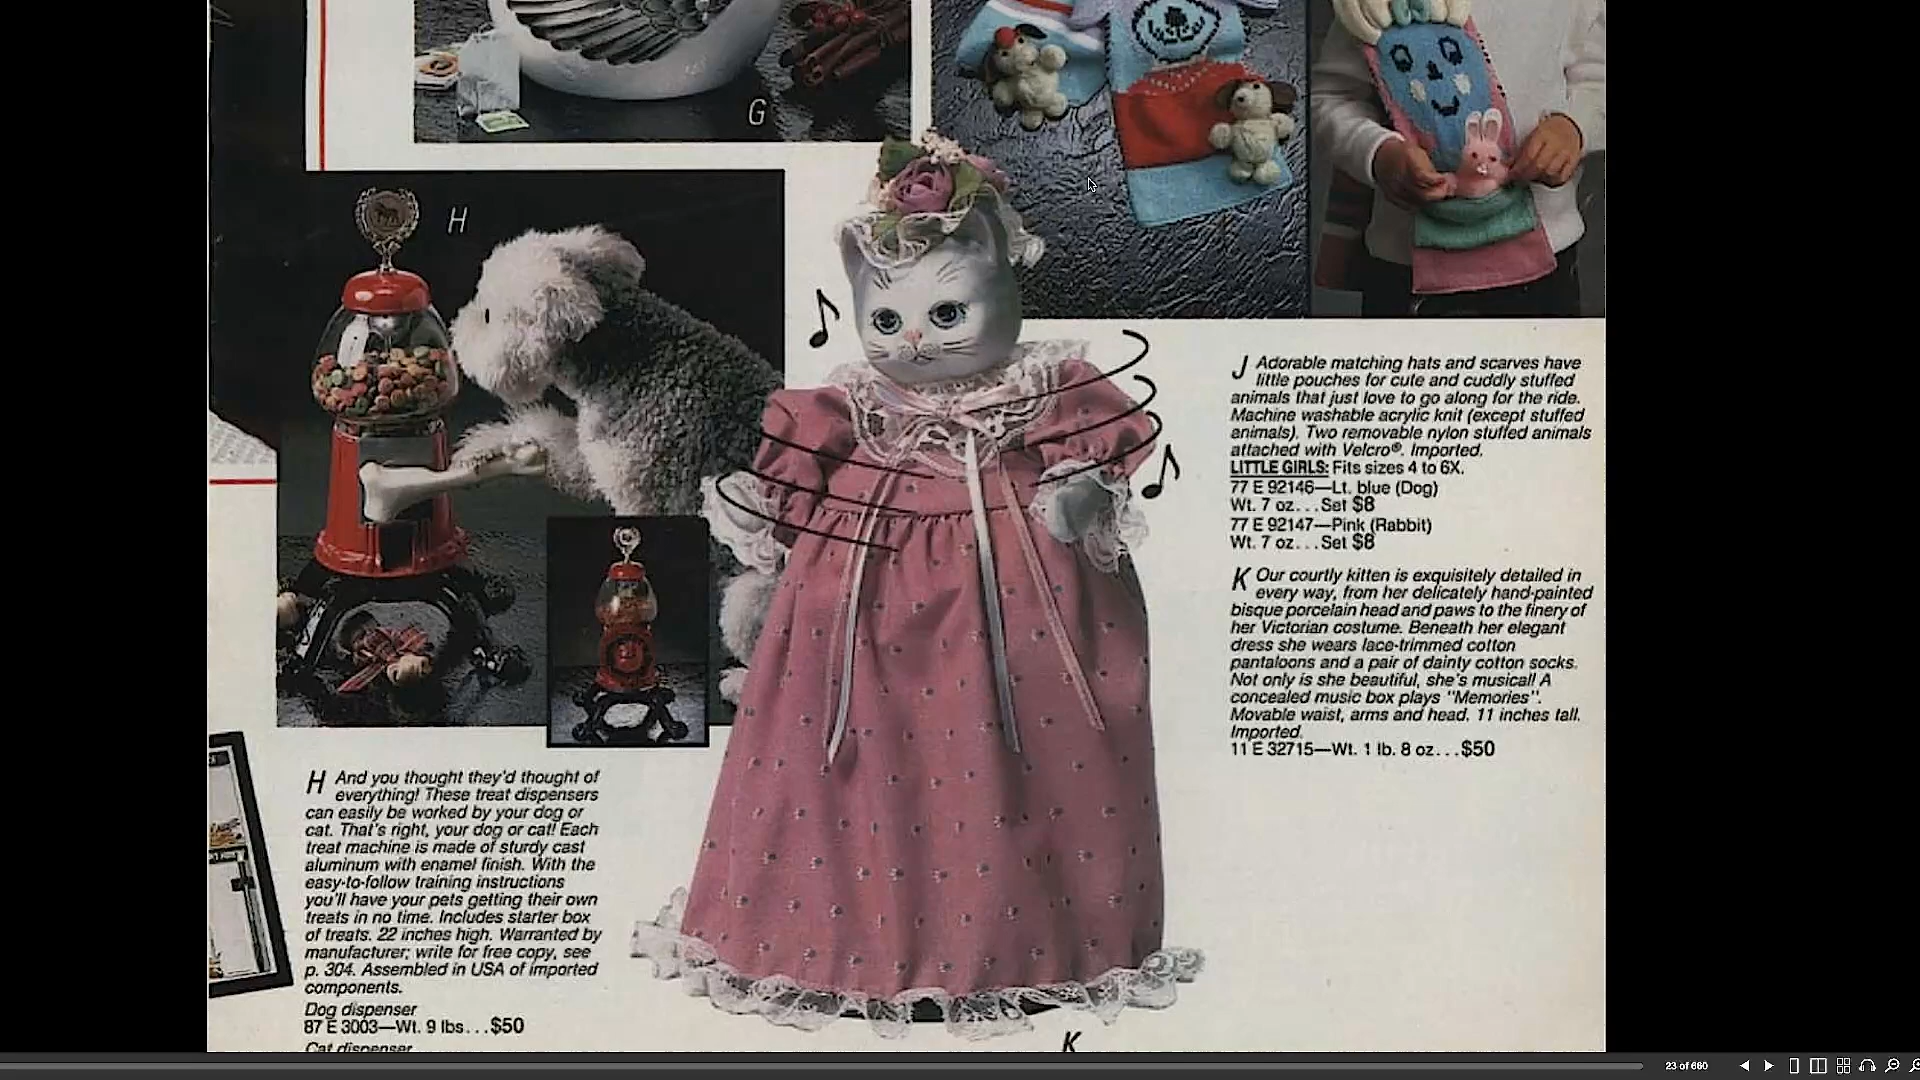 G
H
J Adorable matching hats and scarves have
little pouches for cute and cuddly stuffed
animals that just love to go along for the ride.
Machine washable acrylic knit (except stuffed
animals). Two removable nylon stuffed animals
attached with Velcro®. Imported.
LITTLE GIRLS: Fits sizes 4 to 6X.
77 E 92146—Lt. blue (Dog)
Wt. 7 oz...Set $8
77 E 92147—Pink (Rabbit)
Wt. 7 oz...Set $8
K Our courtly kitten is exquisitely detailed in
every way, from her delicately hand-painted
bisque porcelain head and paws to the finery of
her Victorian costume. Beneath her elegant
dress she wears lace-trimmed cotton
pantaloons and a pair of dainty cotton socks.
Not only is she beautiful, she's musical! A
concealed music box plays "Memories".
Movable waist, arms and head. 11 inches tall.
Imported.
11 E 32715—Wt. 1 lb. 8 oz...$50
H And you thought they'd thought of
everything! These treat dispensers
can easily be worked by your dog or
cat. That's right, your dog or cat! Each
treat machine is made of sturdy cast
aluminum with enamel finish. With the
easy-to-follow training instructions
you'll have your pets getting their own
treats in no time. Includes starter box
of treats. 22 inches high. Warranted by
manufacturer; write for free copy, see
p. 304. Assembled in USA of imported
components.
Dog dispenser
87 E 3003—Wt. 9 lbs...$50
Cat dispenser
K
23 of 660